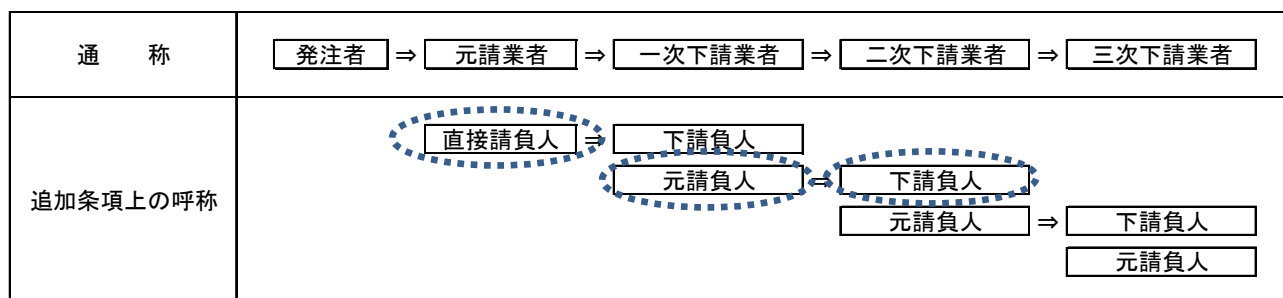 通　　称
発注者 ⇒ 元請業者 ⇒ 一次下請業者 ⇒ 二次下請業者 ⇒ 三次下請業者
追加条項上の呼称
直接請負人 ⇒ 下請負人
元請負人 ⇒ 下請負人
元請負人 ⇒ 下請負人
元請負人